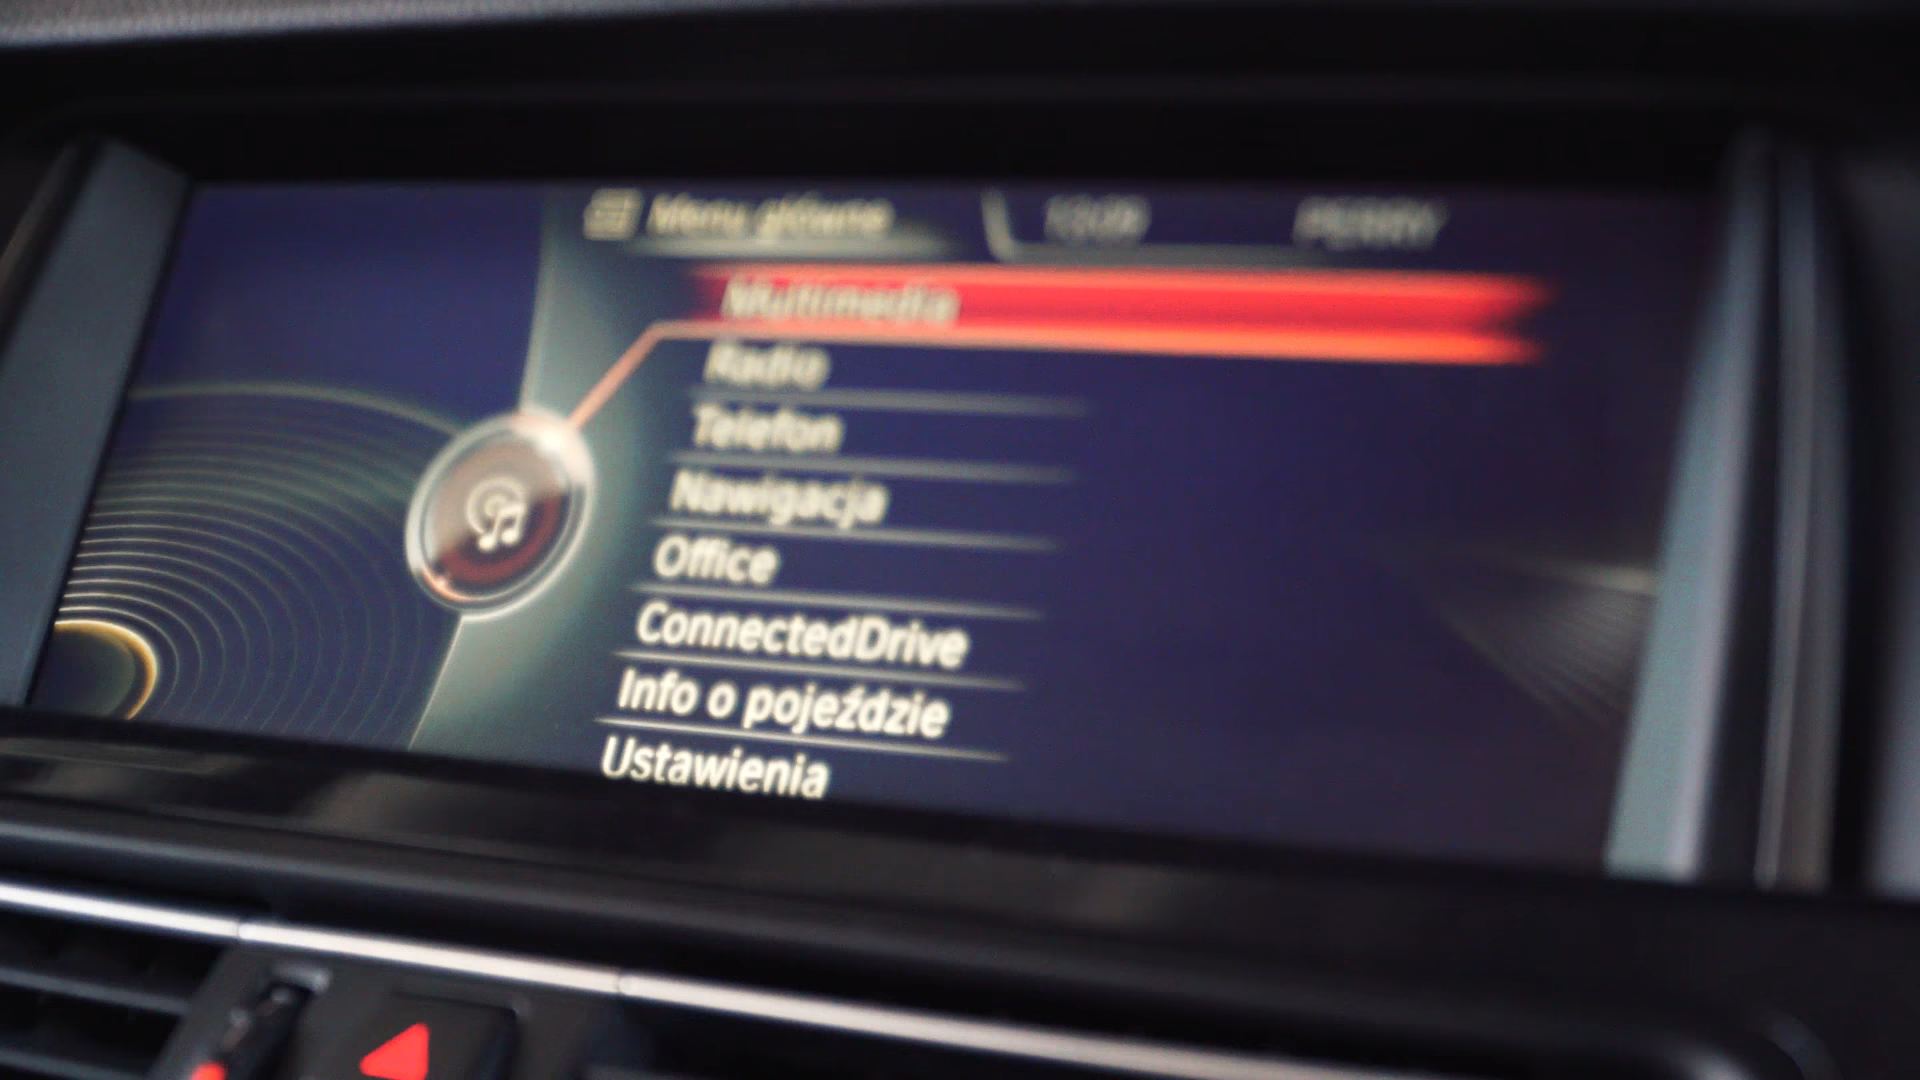 Menu główne
Multimedia
Radio
Telefon
Nawigacja
Office
ConnectedDrive
Info o pojeździe
Ustawienia